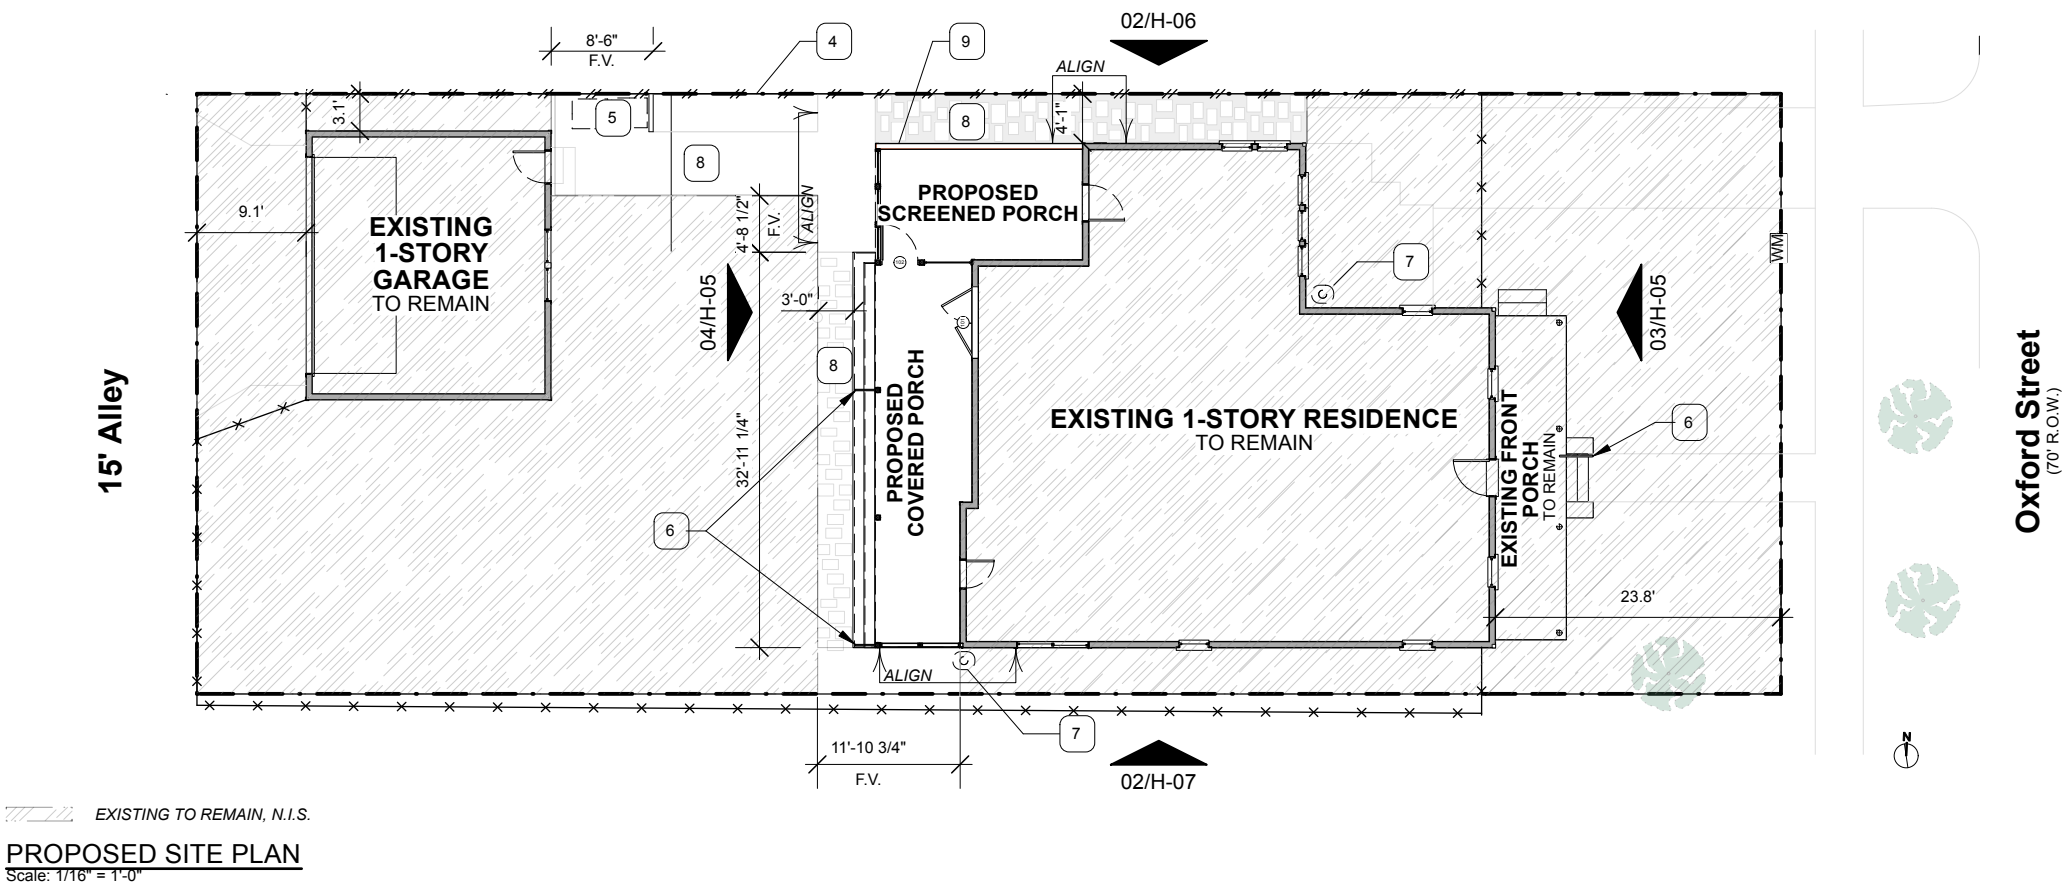 02/H-06
8'-6"
F.V.
4
9
ALIGN
3.1'
5
8
4'-1"
8
9.1'
EXISTING
1-STORY
GARAGE
TO REMAIN
4'-8 1/2"
F.V.
ALIGN
PROPOSED
SCREENED PORCH
102
7
WM
04/H-05
3'-0"
C
03/H-05
101
8
15' Alley
32'-11 1/4"
PROPOSED
COVERED PORCH
EXISTING 1-STORY RESIDENCE
TO REMAIN
EXISTING FRONT
PORCH
TO REMAIN
6
Oxford Street
(70' R.O.W.)
6
23.8'
C
ALIGN
7
11'-10 3/4"
F.V.
02/H-07
N
EXISTING TO REMAIN, N.I.S.
PROPOSED SITE PLAN
Scale: 1/16" = 1'-0"